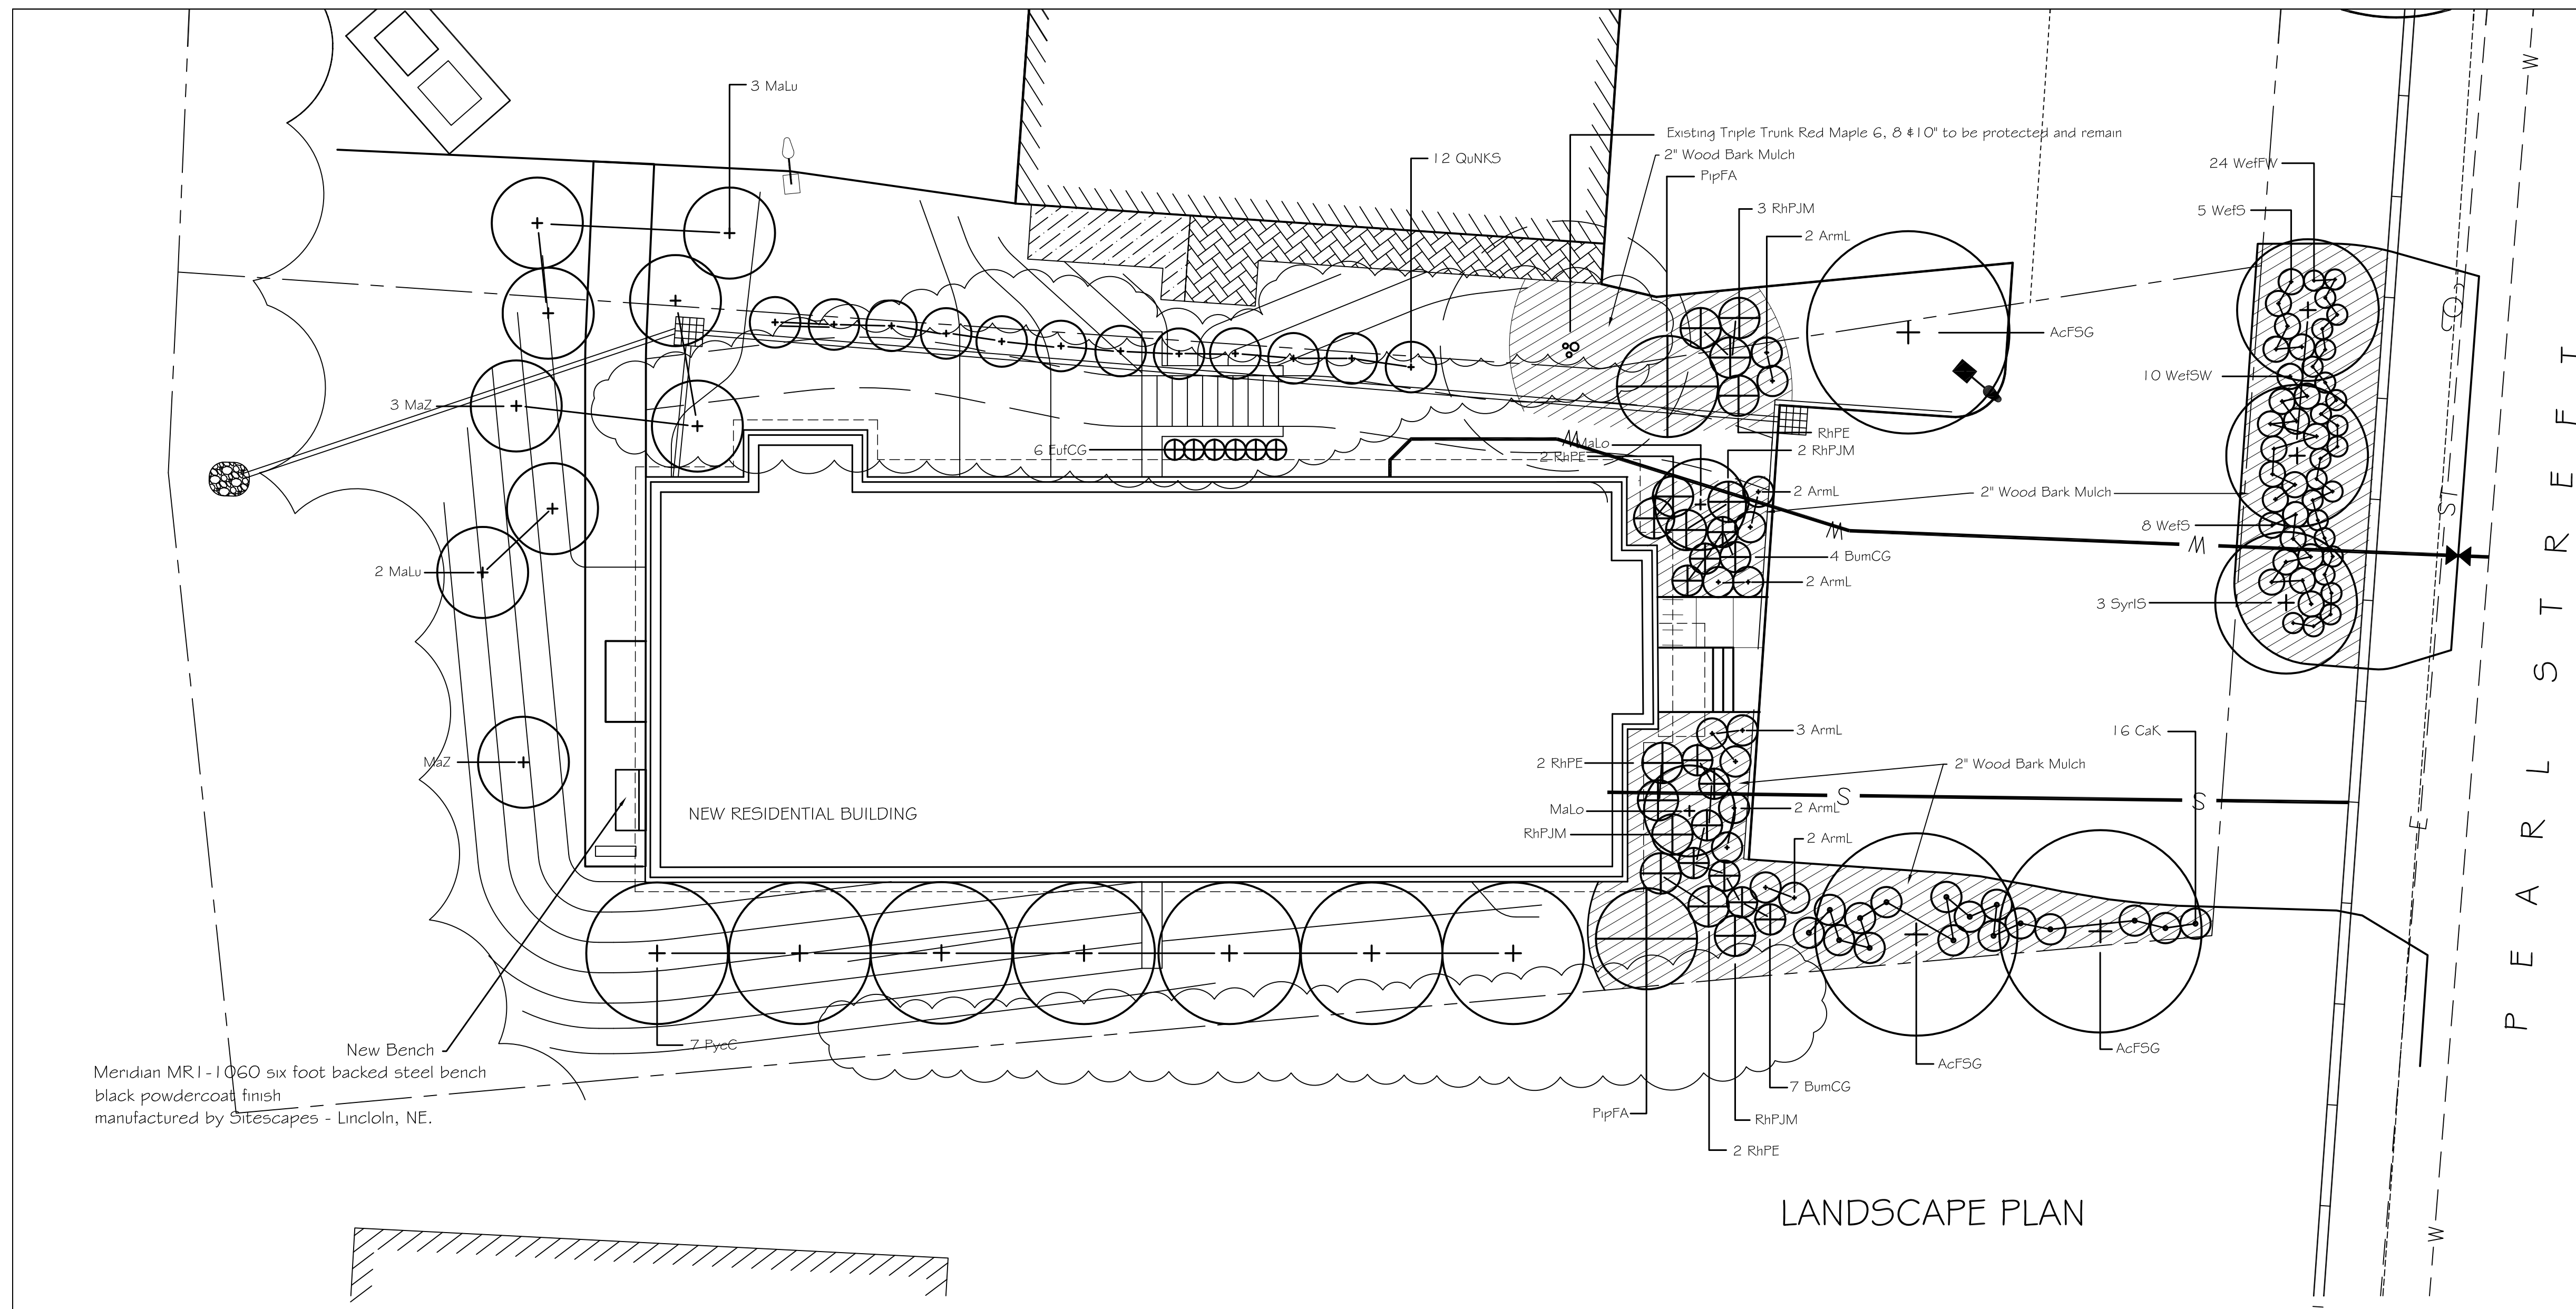 3 MaLu
Existing Triple Trunk Red Maple 6, 8 &10" to be protected and remain
2" Wood Bark Mulch
12 QuNKS
PipFA
3 RhPJM
2 ArmL
24 WefFW
5 WefS
AcFSG
10 WefSW
3 MaZ
RhPE
6 EufCG
MaLo
2 RhPE
2 RhPJM
2 ArmL
2" Wood Bark Mulch
8 WefS
4 BumCG
2 MaLu
2 ArmL
3 SyrIS
3 ArmL
16 CaK
MaZ
2 RhPE
2" Wood Bark Mulch
MaLo
2 ArmL
NEW RESIDENTIAL BUILDING
RhPJM
2 ArmL
7 PycC
New Bench
Meridian MR1-1060 six foot backed steel bench
black powdercoat finish
manufactured by Sitescapes - Lincloln, NE.
AcFSG
AcFSG
7 BumCG
PipFA
RhPJM
2 RhPE
LANDSCAPE PLAN
PEARL STREET
W
W
W
W
W
S
S
ST
E
W